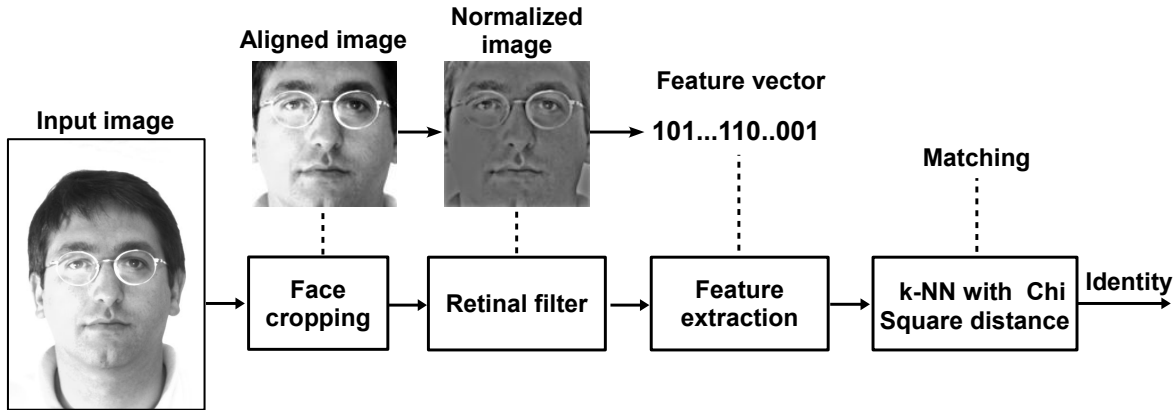 Normalized
image
Aligned image
Feature vector
Input image
101...110..001
Matching
Face
cropping
Retinal filter
Feature
extraction
k-NN with Chi
Square distance
Identity